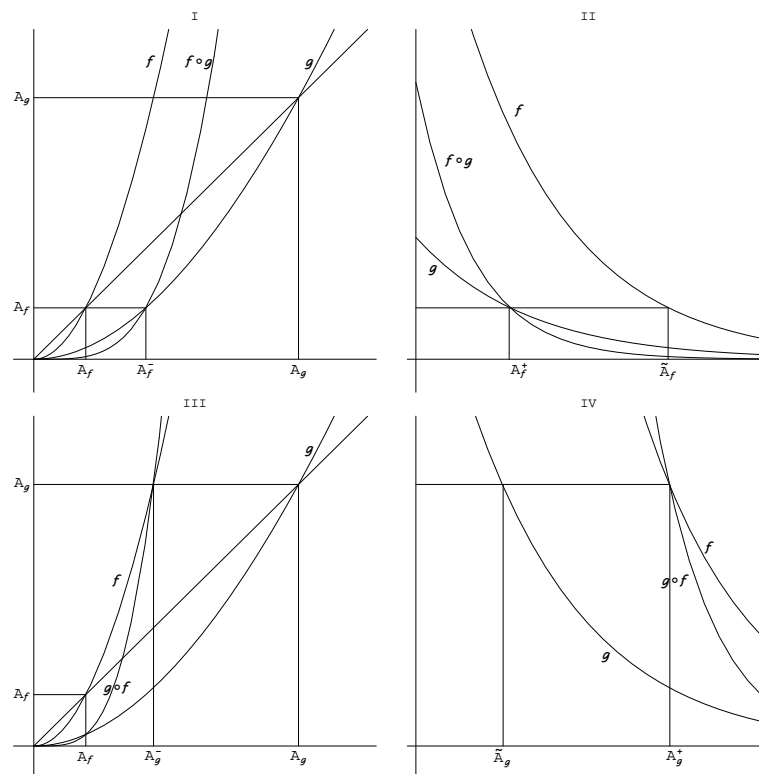 I
II
f
f∘g
g
A_g
A_f
A_f
A_f^-
A_g
f
f∘g
g
A_f^+
Ã_f
III
IV
g
A_g
f
A_f
g∘f
A_f
A_g^-
A_g
f
g∘f
g
Ã_g
A_g^+